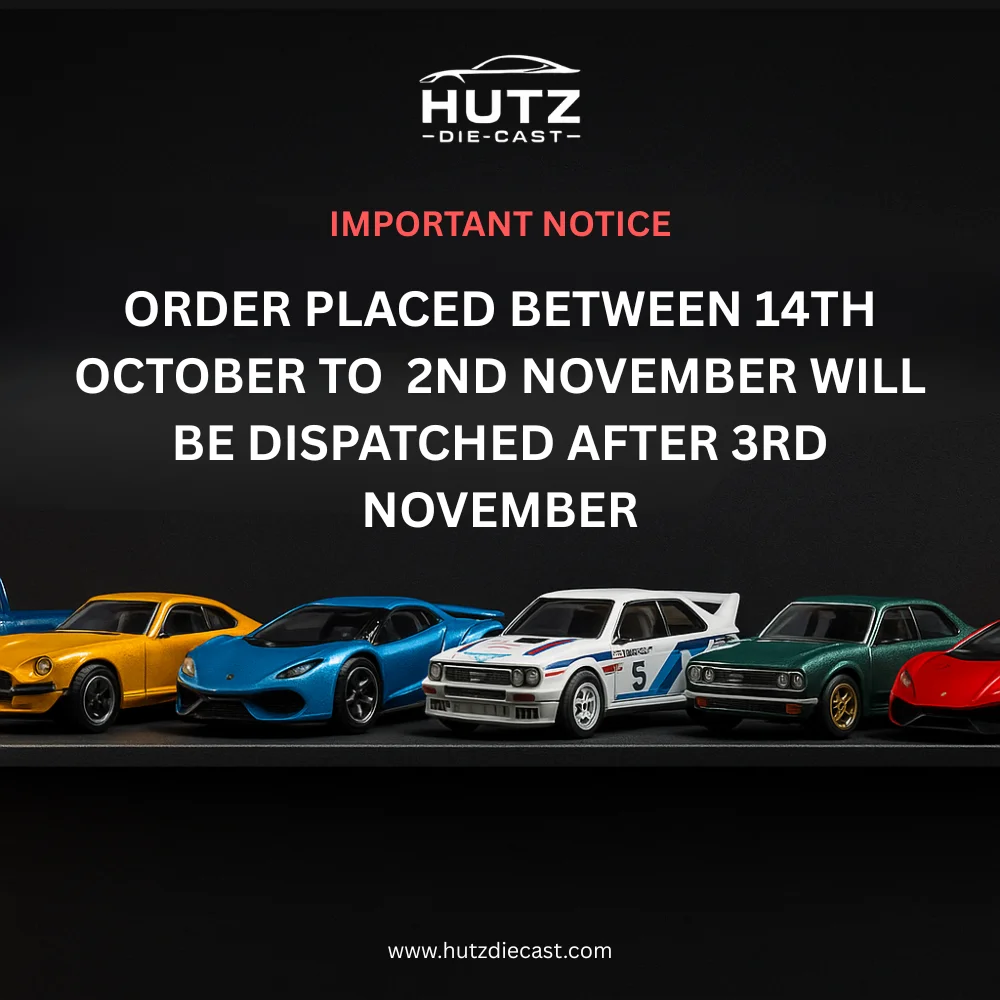 HUTZ
DIE-CAST
IMPORTANT NOTICE
ORDER PLACED BETWEEN 14TH
OCTOBER TO 2ND NOVEMBER WILL
BE DISPATCHED AFTER 3RD
NOVEMBER
5
www.hutzdiecast.com